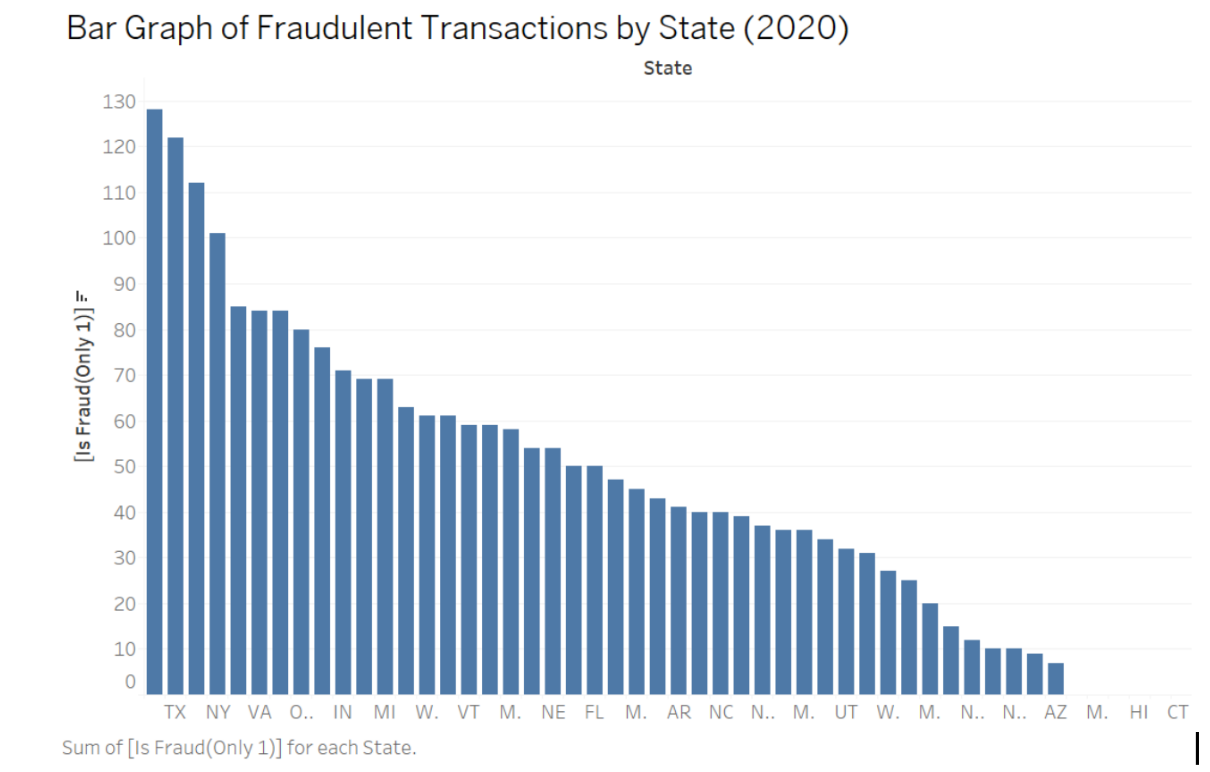 Bar Graph of Fraudulent Transactions by State (2020)
State
130
120
110
100
90
80
70
60
50
40
30
20
10
0
[Is Fraud(Only 1)]
TX NY VA O.. IN MI W. VT M. NE FL M. AR NC N.. M. UT W. M. N.. N.. AZ M. HI CT
Sum of [Is Fraud(Only 1)] for each State.